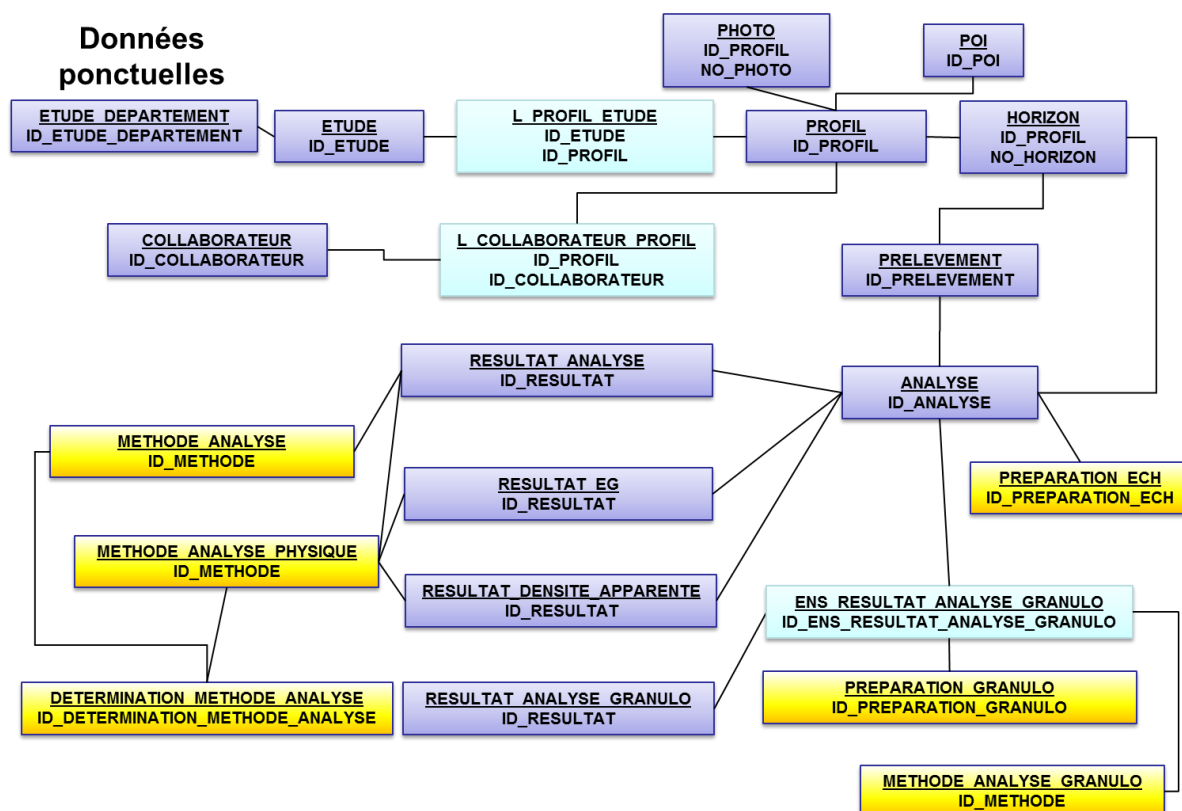 Données
ponctuelles
PHOTO
ID_PROFIL
NO_PHOTO
POI
ID_POI
ETUDE_DEPARTEMENT
ID_ETUDE_DEPARTEMENT
ETUDE
ID_ETUDE
L_PROFIL_ETUDE
ID_ETUDE
ID_PROFIL
PROFIL
ID_PROFIL
HORIZON
ID_PROFIL
NO_HORIZON
COLLABORATEUR
ID_COLLABORATEUR
L_COLLABORATEUR_PROFIL
ID_PROFIL
ID_COLLABORATEUR
PRELEVEMENT
ID_PRELEVEMENT
RESULTAT_ANALYSE
ID_RESULTAT
ANALYSE
ID_ANALYSE
METHODE_ANALYSE
ID_METHODE
RESULTAT_EG
ID_RESULTAT
PREPARATION_ECH
ID_PREPARATION_ECH
METHODE_ANALYSE_PHYSIQUE
ID_METHODE
RESULTAT_DENSITE_APPARENTE
ID_RESULTAT
ENS_RESULTAT_ANALYSE_GRANULO
ID_ENS_RESULTAT_ANALYSE_GRANULO
DETERMINATION_METHODE_ANALYSE
ID_DETERMINATION_METHODE_ANALYSE
RESULTAT_ANALYSE_GRANULO
ID_RESULTAT
PREPARATION_GRANULO
ID_PREPARATION_GRANULO
METHODE_ANALYSE_GRANULO
ID_METHODE